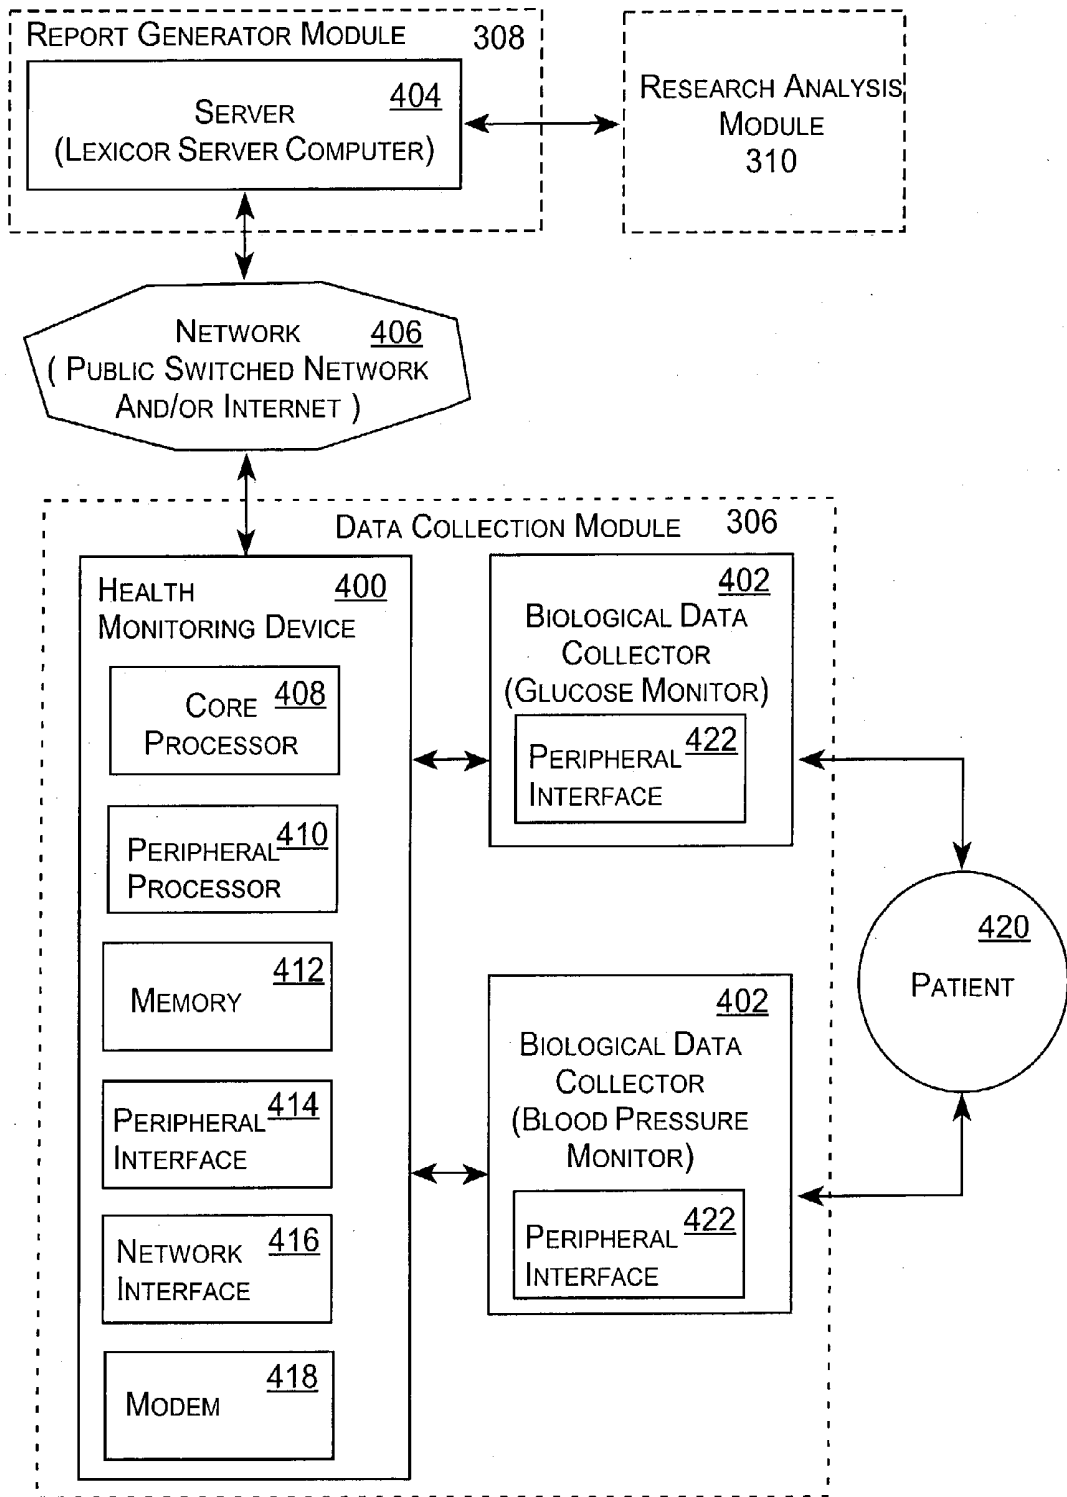 REPORT GENERATOR MODULE 308
404
SERVER
(LEXICOR SERVER COMPUTER)
RESEARCH ANALYSIS
MODULE
310
NETWORK 406
( PUBLIC SWITCHED NETWORK
AND/OR INTERNET )
DATA COLLECTION MODULE 306
HEALTH 400
MONITORING DEVICE
CORE 408
PROCESSOR
PERIPHERAL 410
PROCESSOR
MEMORY 412
PERIPHERAL 414
INTERFACE
NETWORK 416
INTERFACE
MODEM 418
402
BIOLOGICAL DATA
COLLECTOR
(GLUCOSE MONITOR)
PERIPHERAL 422
INTERFACE
402
BIOLOGICAL DATA
COLLECTOR
(BLOOD PRESSURE
MONITOR)
PERIPHERAL 422
INTERFACE
420
PATIENT